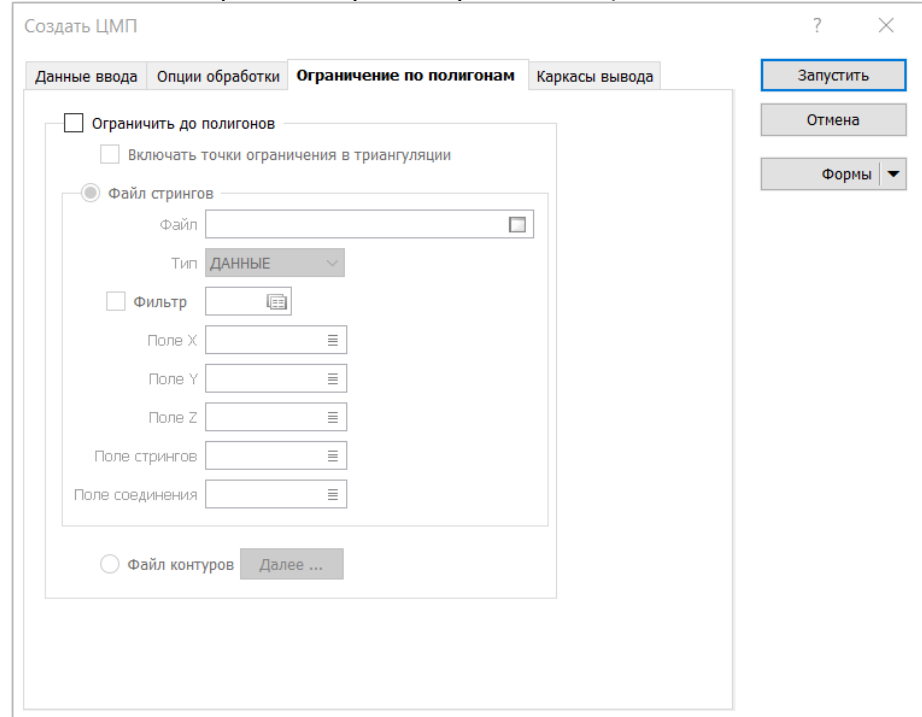 Создать ЦМП
?
Данные ввода Опции обработки Ограничение по полигонам Каркасы вывода
Запустить
Отмена
Формы
Ограничить до полигонов
Включать точки ограничения в триангуляции
Файл стрингов
Файл
Тип ДАННЫЕ
Фильтр
Поле X
Поле Y
Поле Z
Поле стрингов
Поле соединения
Файл контуров Далее ...